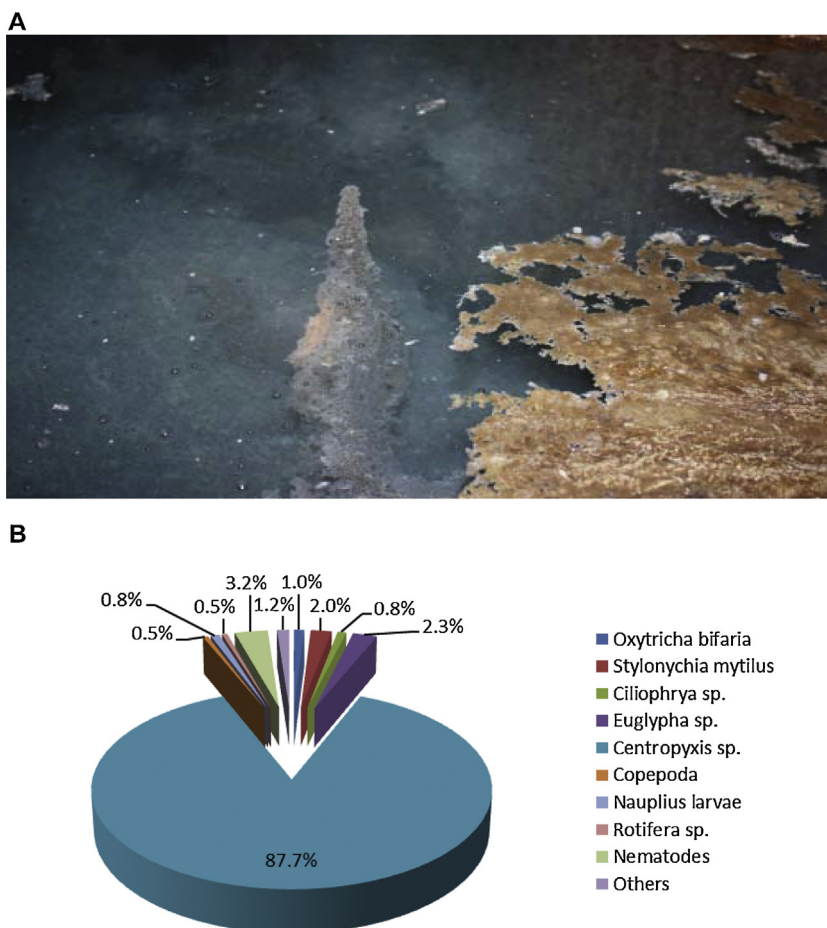 A
B
3.2%
1.0%
0.8%
0.5%
1.2%
2.0%
0.8%
0.5%
2.3%
87.7%
Oxytricha bifaria
Stylonychia mytilus
Ciliophrya sp.
Euglypha sp.
Centropyxis sp.
Copepoda
Nauplius larvae
Rotifera sp.
Nematodes
Others